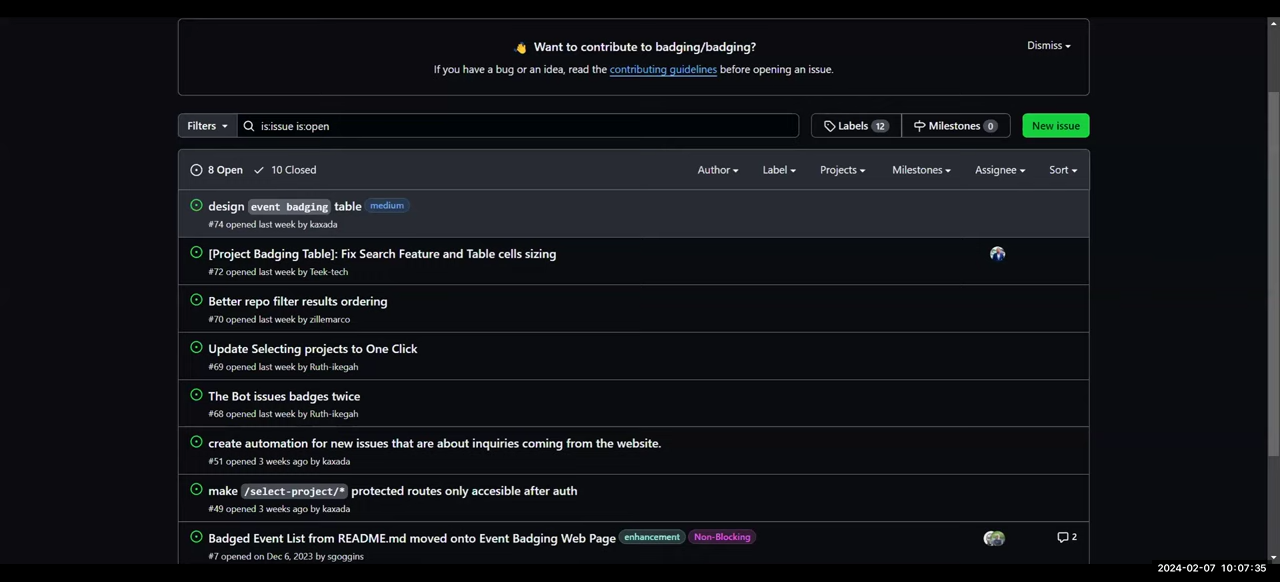 👋 Want to contribute to badging/badging?
Dismiss
If you have a bug or an idea, read the contributing guidelines before opening an issue.
Filters
is:issue is:open
Labels 12
Milestones 0
New issue
8 Open
10 Closed
Author
Label
Projects
Milestones
Assignee
Sort
design event badging table medium
#74 opened last week by kaxada
[Project Badging Table]: Fix Search Feature and Table cells sizing
#72 opened last week by Teek-tech
Better repo filter results ordering
#70 opened last week by zillemarco
Update Selecting projects to One Click
#69 opened last week by Ruth-ikegah
The Bot issues badges twice
#68 opened last week by Ruth-ikegah
create automation for new issues that are about inquiries coming from the website.
#51 opened 3 weeks ago by kaxada
make /select-project/* protected routes only accesible after auth
#49 opened 3 weeks ago by kaxada
Badged Event List from README.md moved onto Event Badging Web Page enhancement Non-Blocking
2
#7 opened on Dec 6, 2023 by sgoggins
2024-02-07 10:07:35